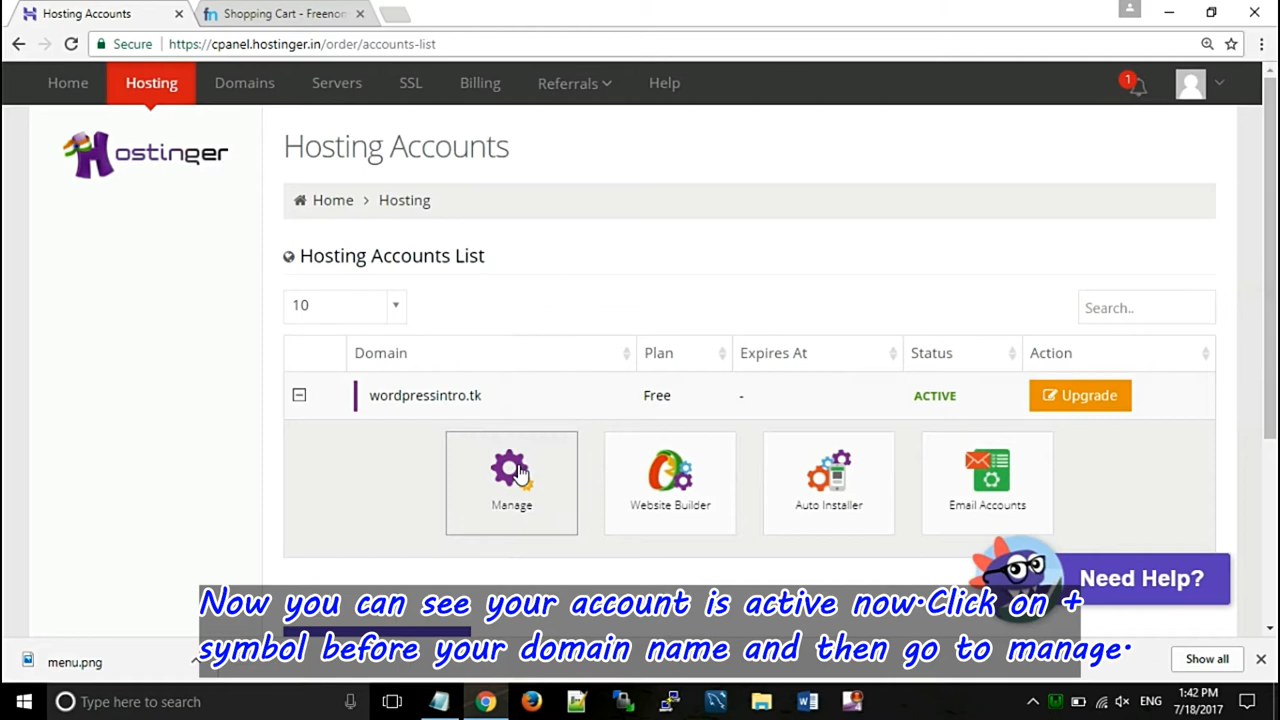 Hosting Accounts
Shopping Cart - Freenom
Secure https://cpanel.hostinger.in/order/accounts-list
Home Hosting Domains Servers SSL Billing Referrals Help 1
Hostinger
Hosting Accounts
Home > Hosting
Hosting Accounts List
10 Search..
Domain Plan Expires At Status Action
wordpressintro.tk Free - ACTIVE Upgrade
Manage Website Builder Auto Installer Email Accounts
Need Help?
Now you can see your account is active now.Click on +
symbol before your domain name and then go to manage.
menu.png Show all
Type here to search ENG 1:42 PM
7/18/2017